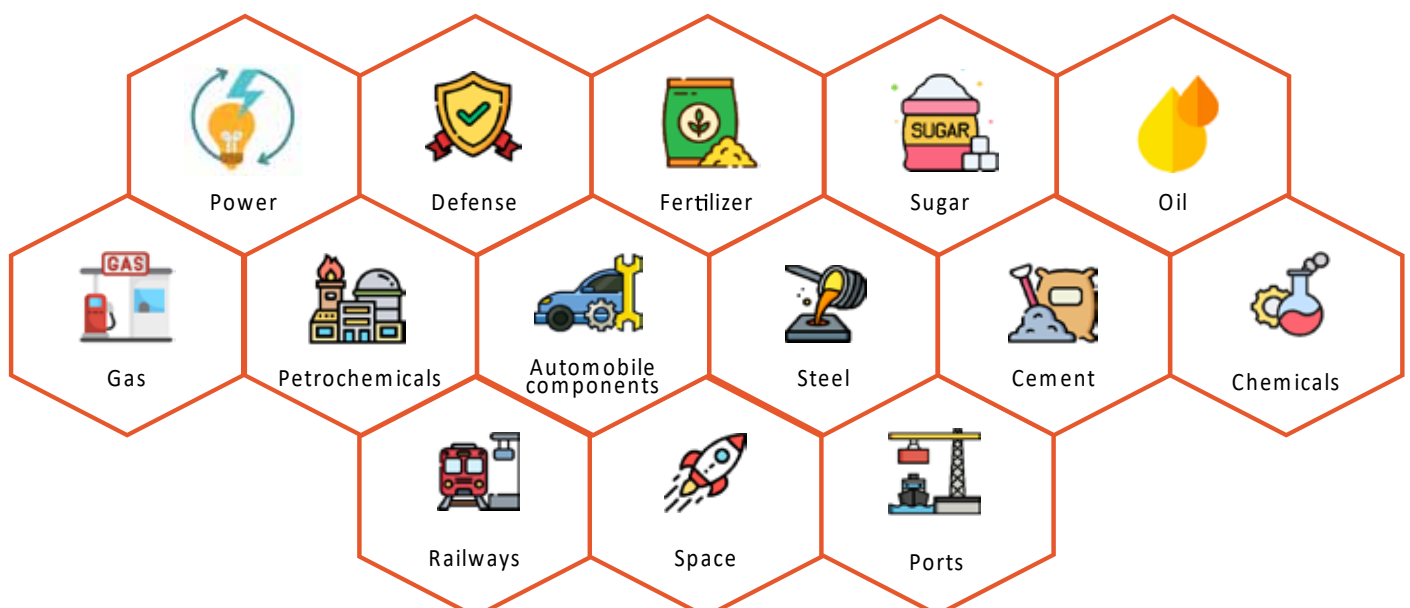 SUGAR
Power
Defense
Fertilizer
Sugar
Oil
GAS
Gas
Petrochemicals
Automobile
components
Steel
Cement
Chemicals
Railways
Space
Ports